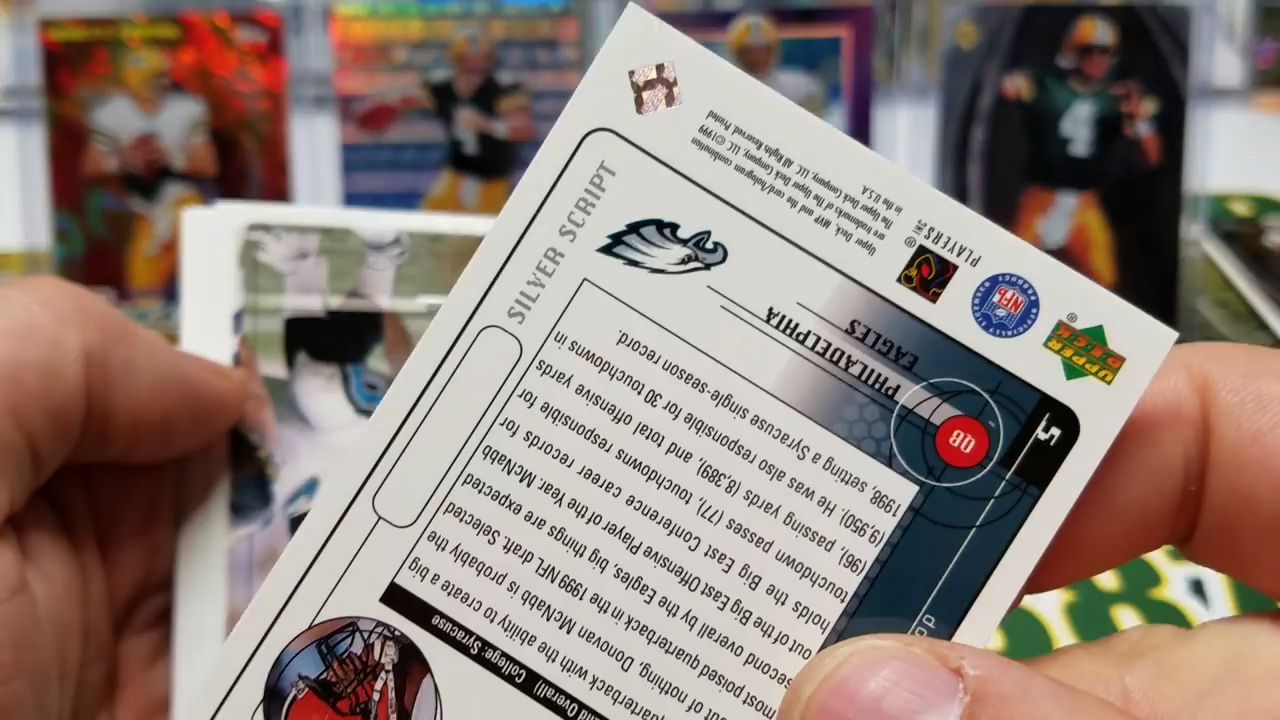 2nd Overall) College: Syracuse
quarterback with the ability to create a big
out of nothing, Donovan McNabb is probably the
most poised quarterback in the 1999 NFL draft. Selected
second overall by the Eagles, big things are expected
out of the Big East Offensive Player of the Year. McNabb
holds the Big East Conference career records for
touchdown passes (77), touchdowns responsible for
(96), passing yards (8,389), and total offensive yards
(9,950). He was also responsible for 30 touchdowns in
1998, setting a Syracuse single-season record.
SILVER SCRIPT
5
QB
PHILADELPHIA
EAGLES
UPPER
DECK
®
NFL
PLAYERS INC
®
Upper Deck, MVP and the card/hologram combination
are trademarks of The Upper Deck Company, LLC ©1999
The Upper Deck Company, LLC. All Rights Reserved. Printed
in the U.S.A.
4
4